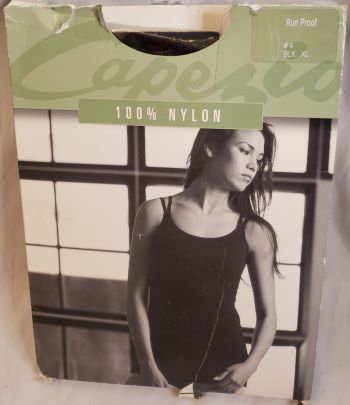 Capezio
Run Proof
#4
BLK XL
100% NYLON